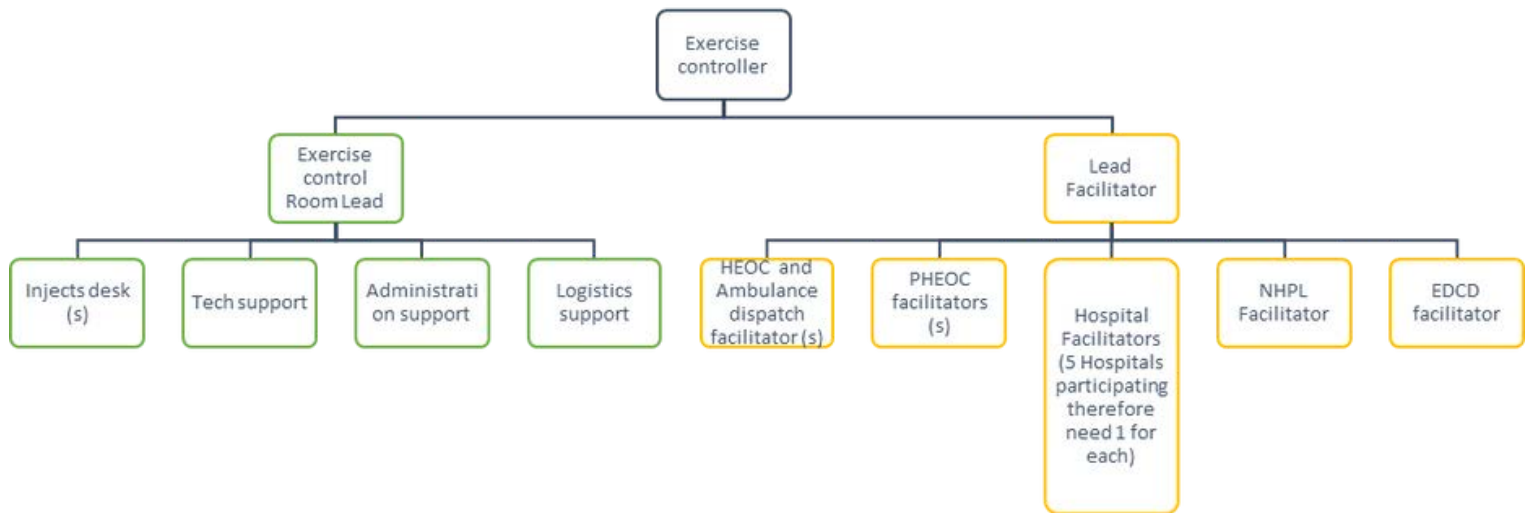 Exercise
controller
Exercise
control
Room Lead
Lead
Facilitator
Injects desk
(s)
Tech support
Administrati
on support
Logistics
support
HEOC and
Ambulance
dispatch
facilitator(s)
PHEOC
facilitators
(s)
Hospital
Facilitators
(5 Hospitals
participating
therefore
need 1 for
each)
NHPL
Facilitator
EDCD
facilitator